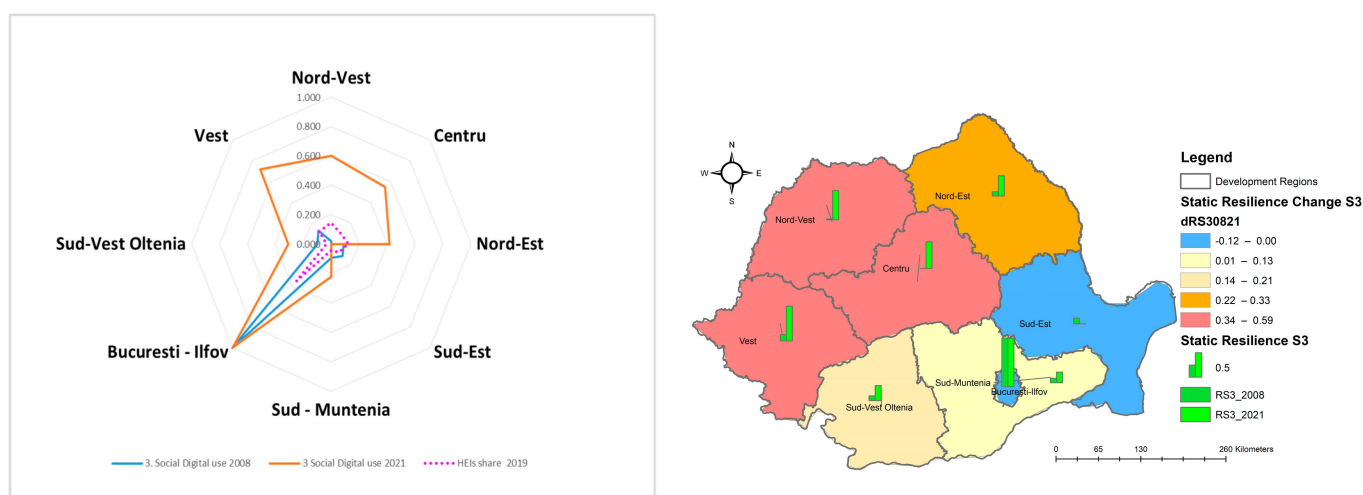 Nord-Vest
1.000
0.800
0.600
0.400
0.200
0.000
Centru
Nord-Est
Sud-Est
Sud - Muntenia
Bucuresti - Ilfov
Sud-Vest Oltenia
Vest
3. Social Digital use 2008
3 Social Digital use 2021
HEIs share 2019
N
W
E
S
Nord-Vest
Nord-Est
Centru
Vest
Sud-Est
Sud-Muntenia
Bucuresti-Ilfov
Sud-Vest Oltenia
Legend
Development Regions
Static Resilience Change S3
dRS30821
-0.12 – 0.00
0.01 – 0.13
0.14 – 0.21
0.22 – 0.33
0.34 – 0.59
Static Resilience S3
0.5
RS3_2008
RS3_2021
0 65 130 260 Kilometers